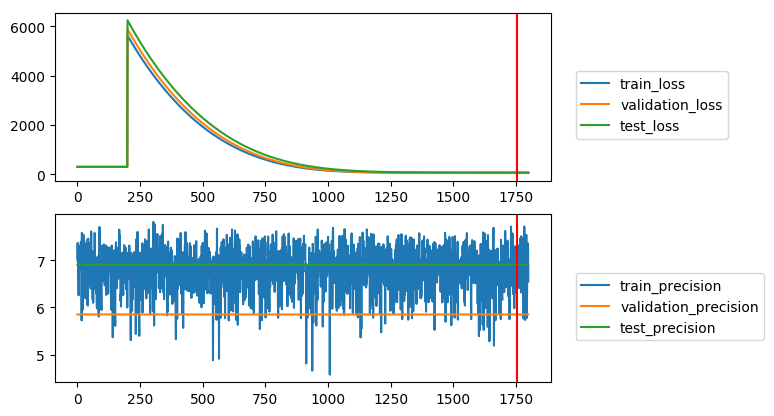 6000
4000
2000
0
0 250 500 750 1000 1250 1500 1750
train_loss
validation_loss
test_loss
7
6
5
0 250 500 750 1000 1250 1500 1750
train_precision
validation_precision
test_precision